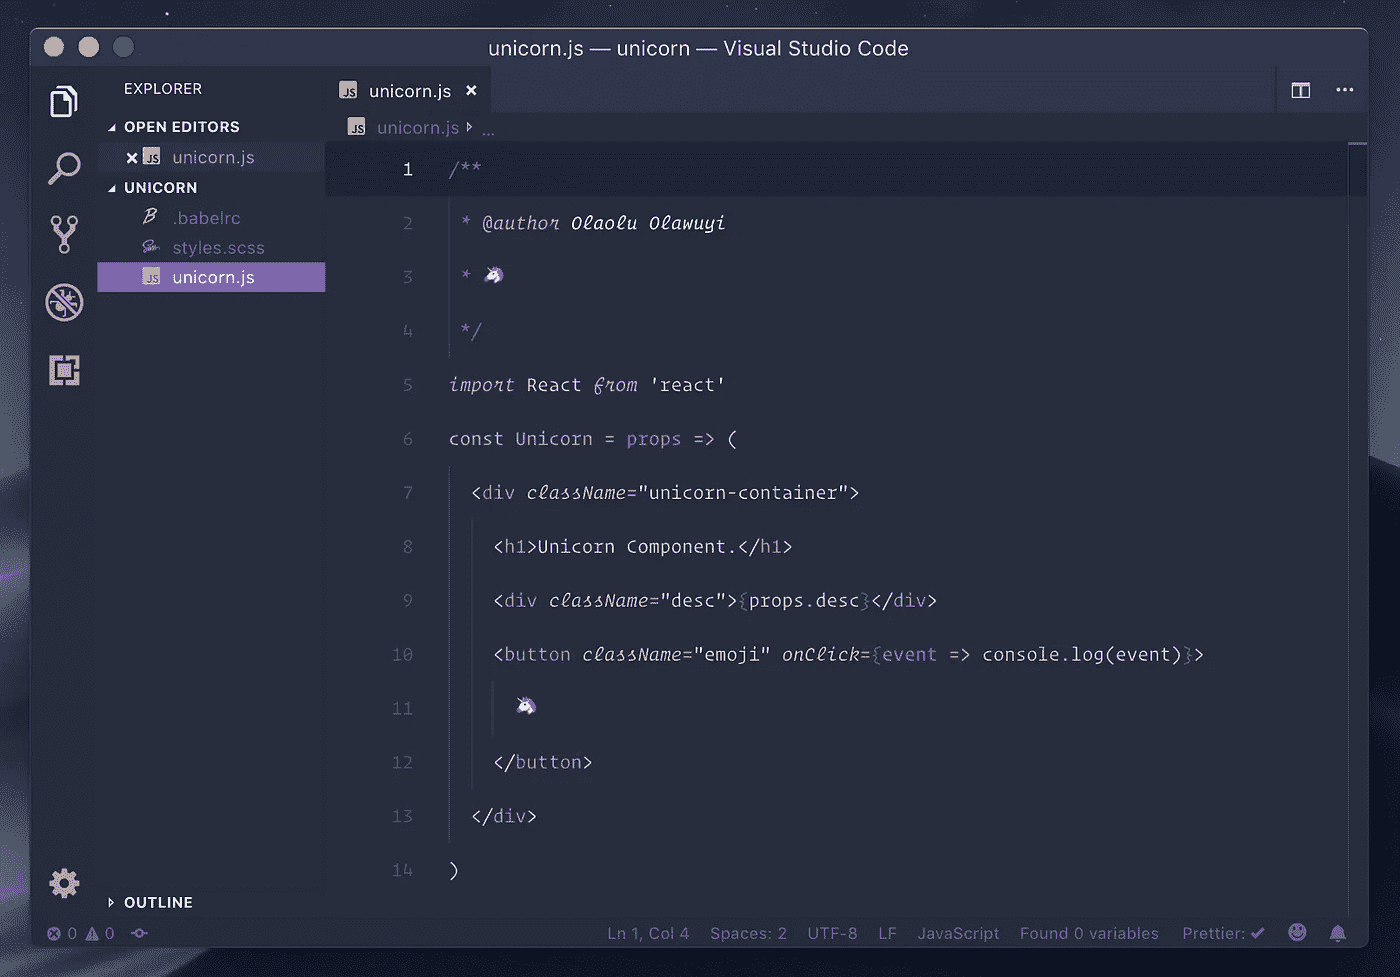 unicorn.js — unicorn — Visual Studio Code
EXPLORER
OPEN EDITORS
JS unicorn.js
UNICORN
B .babelrc
Sass styles.scss
JS unicorn.js
OUTLINE
JS unicorn.js ×
JS unicorn.js ...
1 /**
2 * @author Olaolu Olawuyi
3 * 🦄
4 */
5 import React from 'react'
6 const Unicorn = props => (
7 <div className="unicorn-container">
8 <h1>Unicorn Component.</h1>
9 <div className="desc">{props.desc}</div>
10 <button className="emoji" onClick={event => console.log(event)}>
11 🦄
12 </button>
13 </div>
14 )
0 0
Ln 1, Col 4 Spaces: 2 UTF-8 LF JavaScript Found 0 variables Prettier: ✓